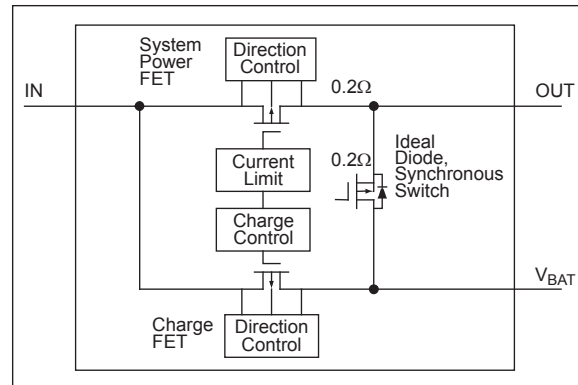 System
Power
FET
Direction
Control
0.2Ω
IN
OUT
Current
Limit
0.2Ω
Ideal
Diode,
Synchronous
Switch
Charge
Control
VBAT
Charge
FET
Direction
Control